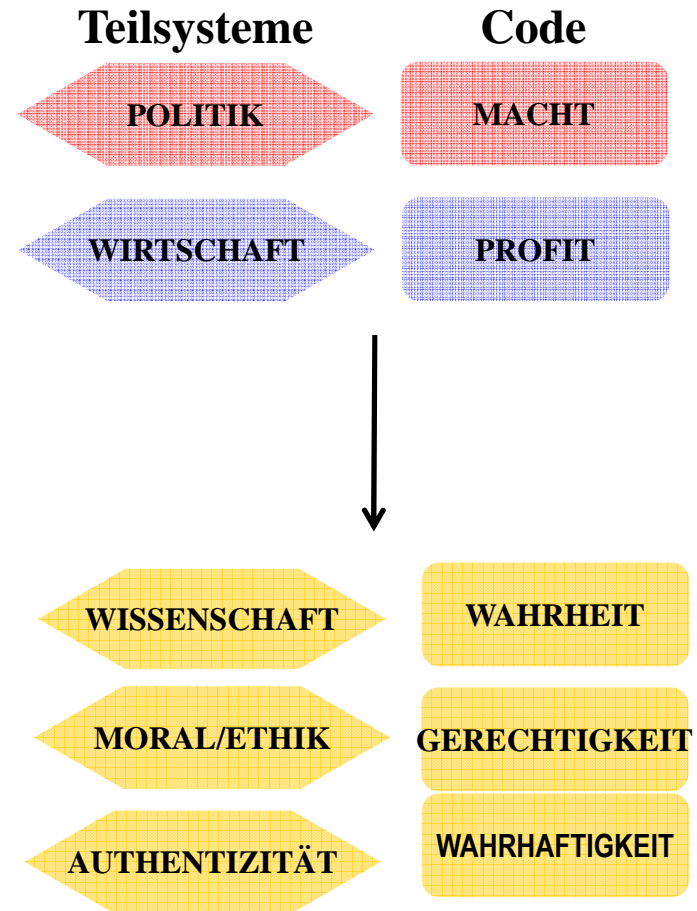 Teilsysteme Code
POLITIK MACHT
WIRTSCHAFT PROFIT
WISSENSCHAFT WAHRHEIT
MORAL/ETHIK GERECHTIGKEIT
AUTHENTIZITÄT WAHRHAFTIGKEIT